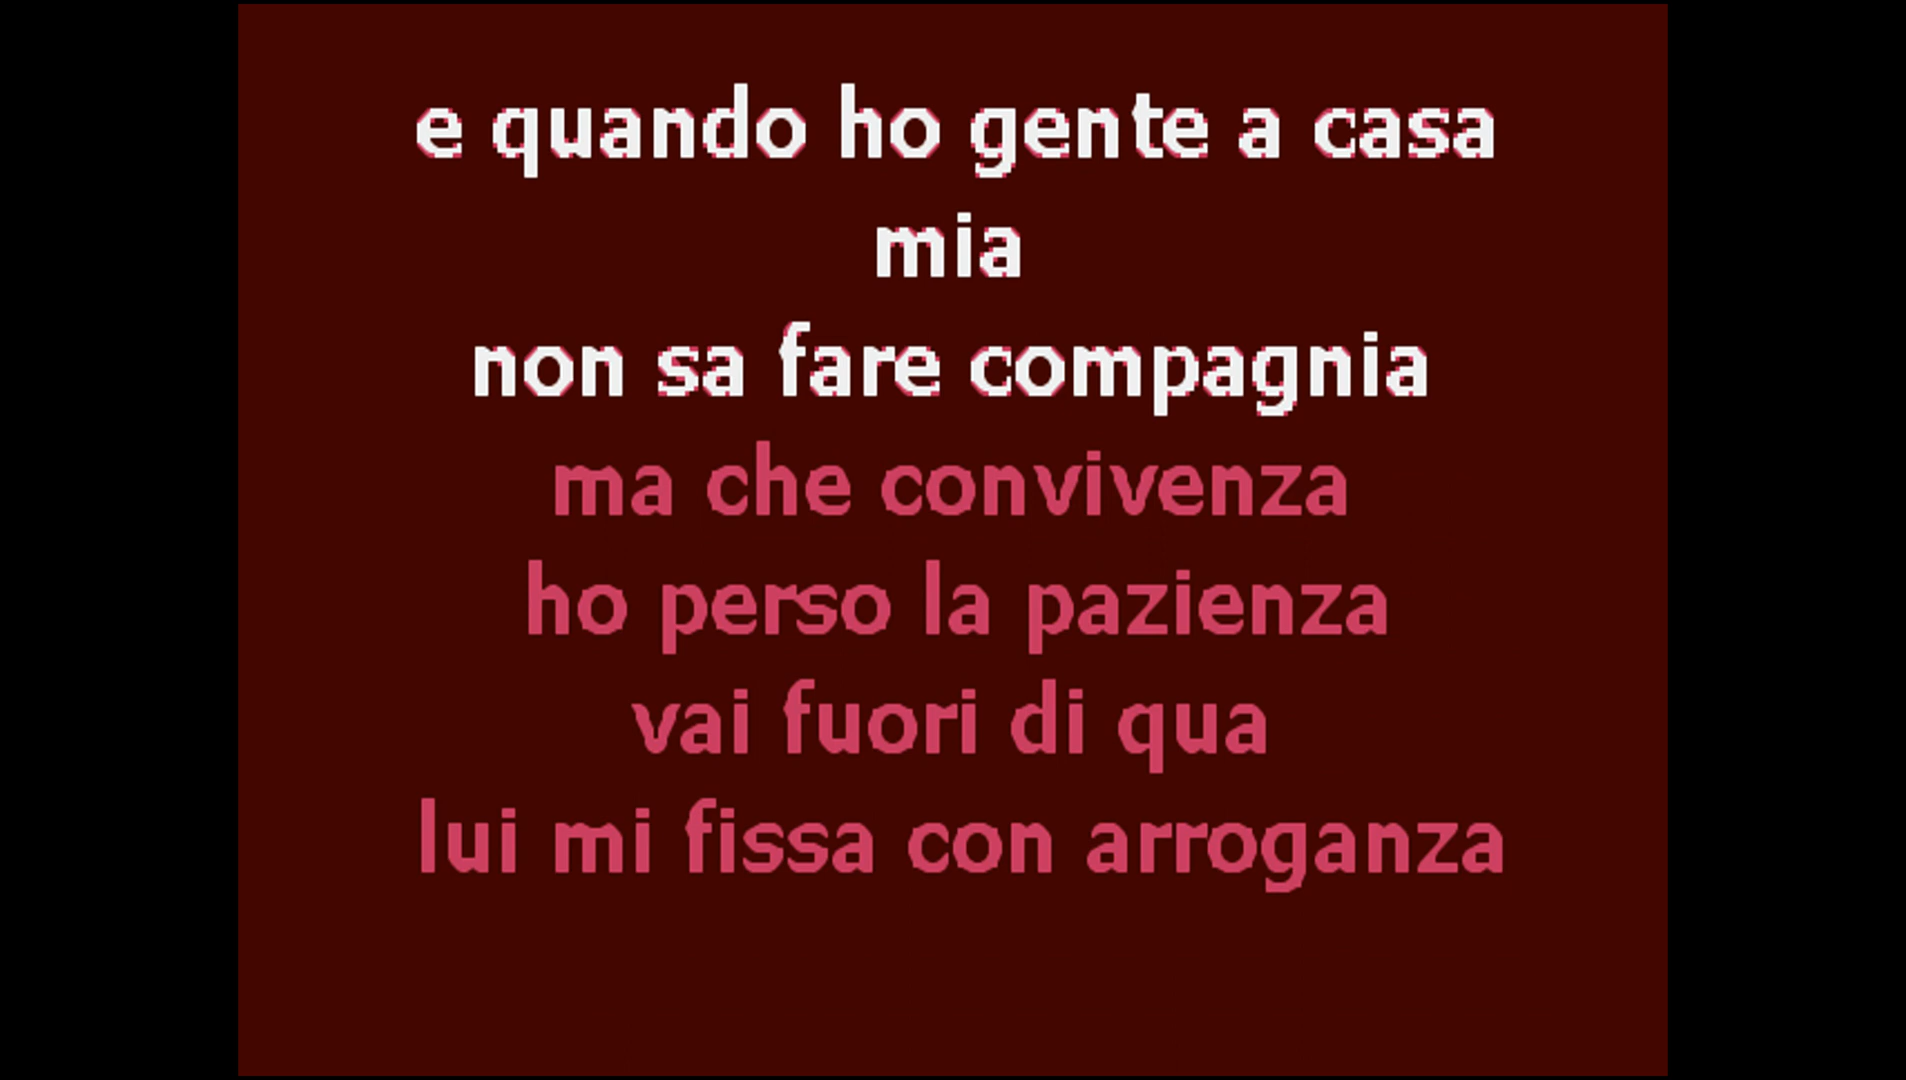 e quando ho gente a casa
mia
non sa fare compagnia
ma che convivenza
ho perso la pazienza
vai fuori di qua
lui mi fissa con arroganza